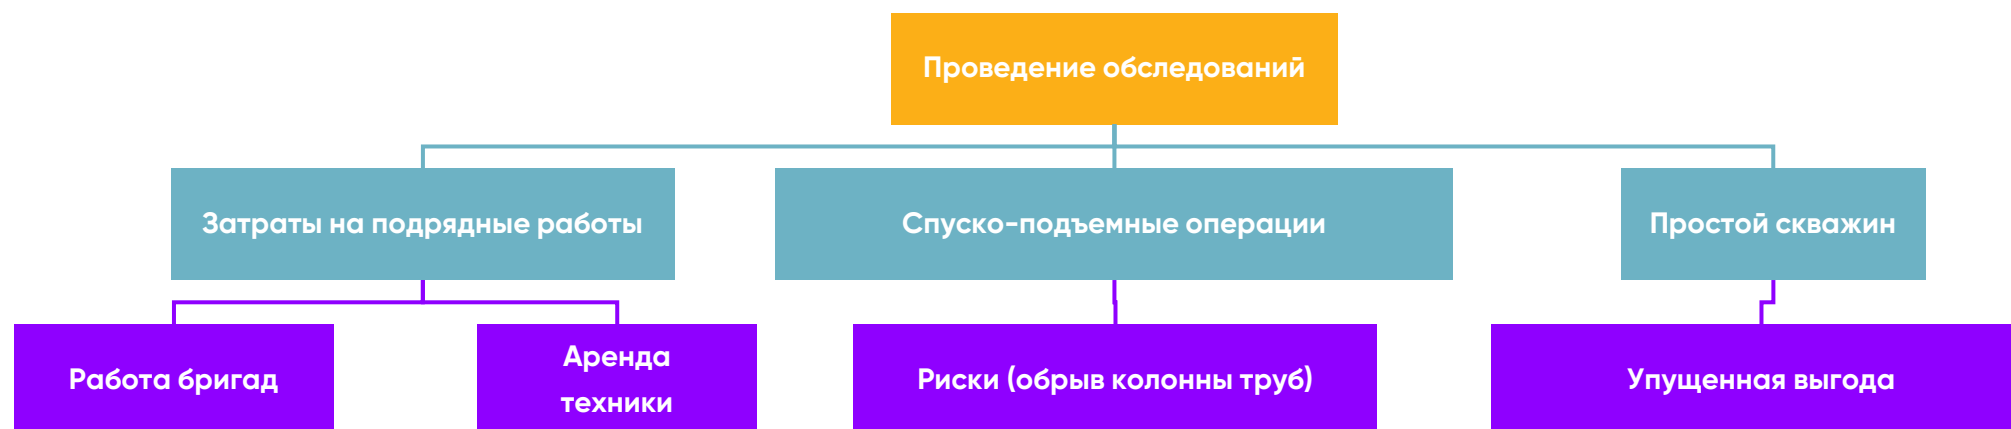 Проведение обследований
Затраты на подрядные работы
Спуско-подъемные операции
Простой скважин
Работа бригад
Аренда
техники
Риски (обрыв колонны труб)
Упущенная выгода